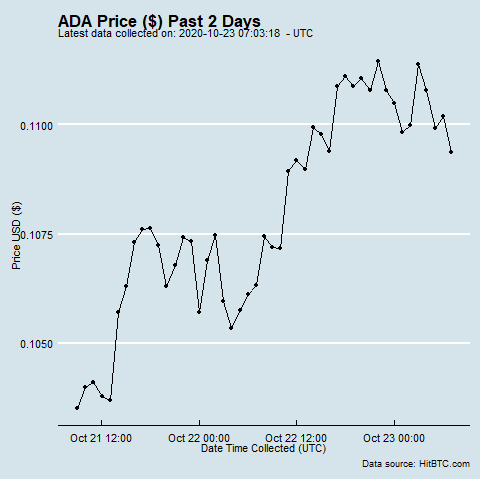 ADA Price ($) Past 2 Days
Latest data collected on: 2020-10-23 07:03:18  - UTC
0.1100
0.1075
0.1050
Price USD ($)
Oct 21 12:00
Oct 22 00:00
Oct 22 12:00
Oct 23 00:00
Date Time Collected (UTC)
Data source: HitBTC.com